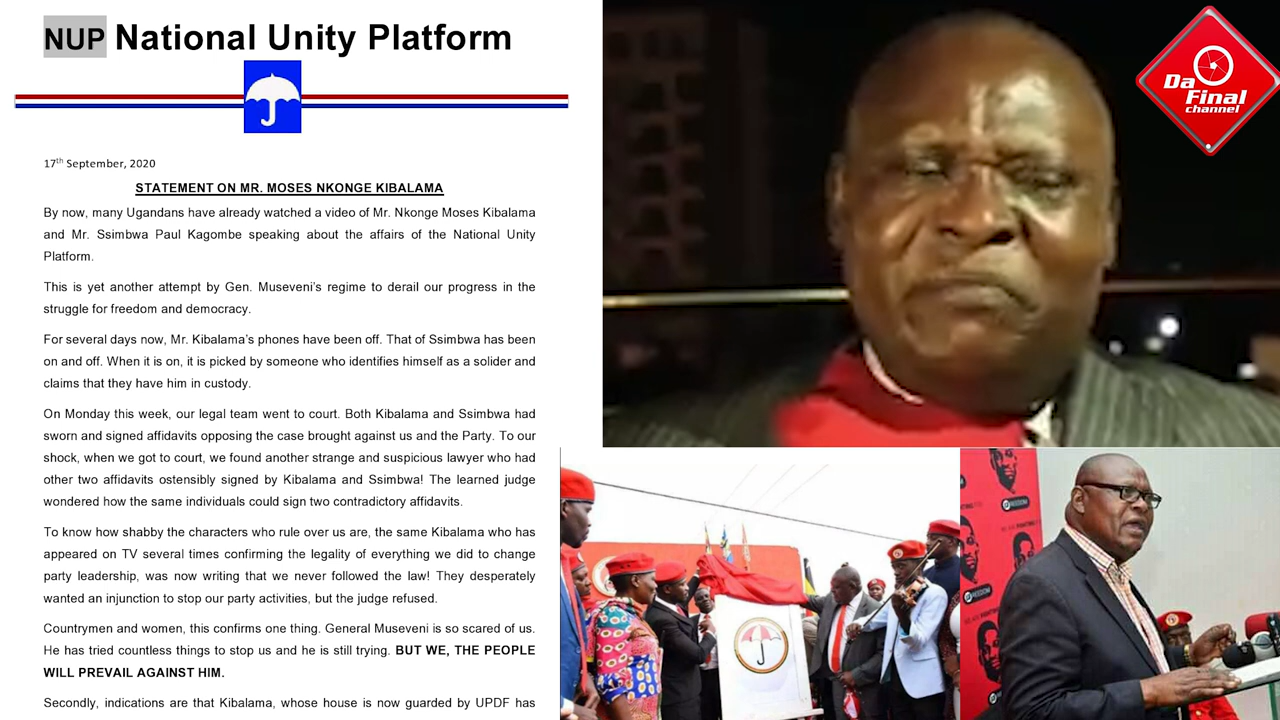 NUP National Unity Platform
17th September, 2020
STATEMENT ON MR. MOSES NKONGE KIBALAMA
By now, many Ugandans have already watched a video of Mr. Nkonge Moses Kibalama
and Mr. Ssimbwa Paul Kagombe speaking about the affairs of the National Unity
Platform.
This is yet another attempt by Gen. Museveni's regime to derail our progress in the
struggle for freedom and democracy.
For several days now, Mr. Kibalama's phones have been off. That of Ssimbwa has been
on and off. When it is on, it is picked by someone who identifies himself as a solider and
claims that they have him in custody.
On Monday this week, our legal team went to court. Both Kibalama and Ssimbwa had
sworn and signed affidavits opposing the case brought against us and the Party. To our
shock, when we got to court, we found another strange and suspicious lawyer who had
other two affidavits ostensibly signed by Kibalama and Ssimbwa! The learned judge
wondered how the same individuals could sign two contradictory affidavits.
To know how shabby the characters who rule over us are, the same Kibalama who has
appeared on TV several times confirming the legality of everything we did to change
party leadership, was now writing that we never followed the law! They desperately
wanted an injunction to stop our party activities, but the judge refused.
Countrymen and women, this confirms one thing. General Museveni is so scared of us.
He has tried countless things to stop us and he is still trying. BUT WE, THE PEOPLE
WILL PREVAIL AGAINST HIM.
Secondly, indications are that Kibalama, whose house is now guarded by UPDF has
Da
Final
channel